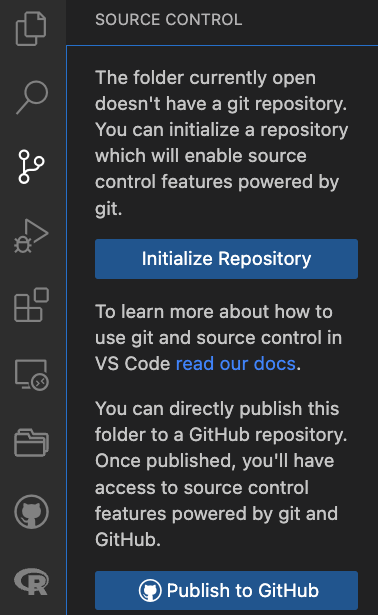 SOURCE CONTROL
The folder currently open
doesn't have a git repository.
You can initialize a repository
which will enable source
control features powered by
git.
Initialize Repository
To learn more about how to
use git and source control in
VS Code read our docs.
You can directly publish this
folder to a GitHub repository.
Once published, you'll have
access to source control
features powered by git and
GitHub.
Publish to GitHub
R